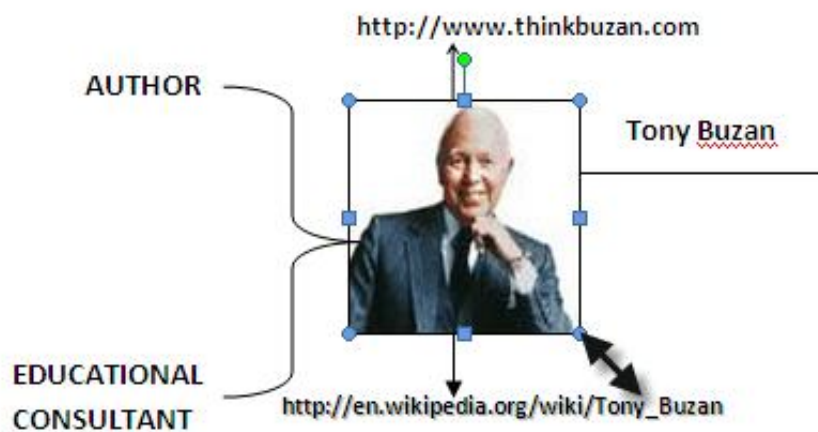 http://www.thinkbuzan.com
AUTHOR
Tony Buzan
EDUCATIONAL
CONSULTANT
http://en.wikipedia.org/wiki/Tony_Buzan